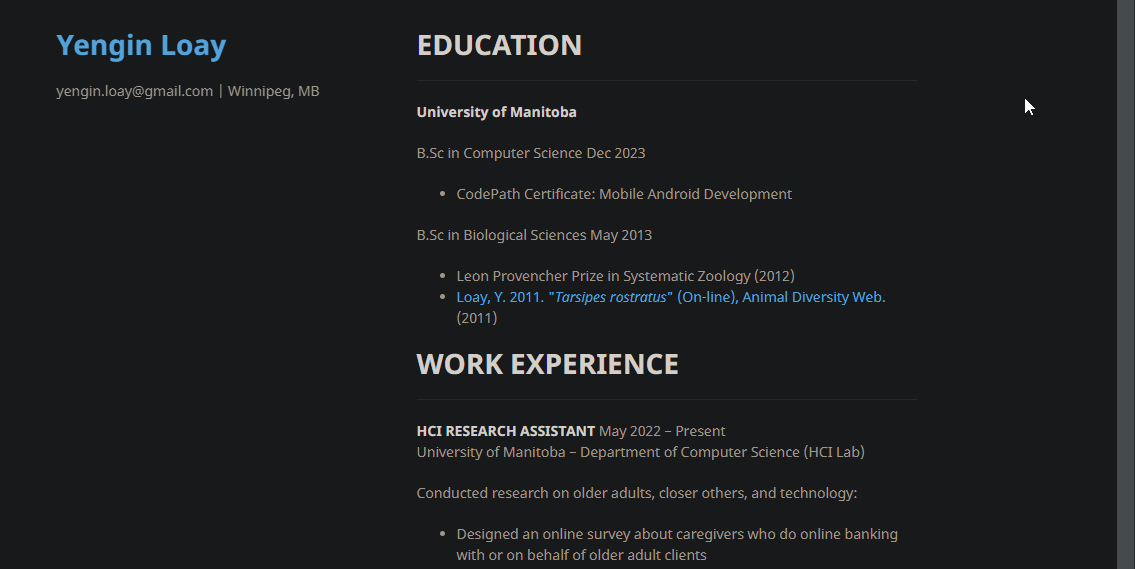 Yengin Loay
yengin.loay@gmail.com | Winnipeg, MB
EDUCATION
University of Manitoba
B.Sc in Computer Science Dec 2023
• CodePath Certificate: Mobile Android Development
B.Sc in Biological Sciences May 2013
• Leon Provencher Prize in Systematic Zoology (2012)
• Loay, Y. 2011. "Tarsipes rostratus" (On-line), Animal Diversity Web.
(2011)
WORK EXPERIENCE
HCI RESEARCH ASSISTANT May 2022 – Present
University of Manitoba – Department of Computer Science (HCI Lab)
Conducted research on older adults, closer others, and technology:
• Designed an online survey about caregivers who do online banking
with or on behalf of older adult clients